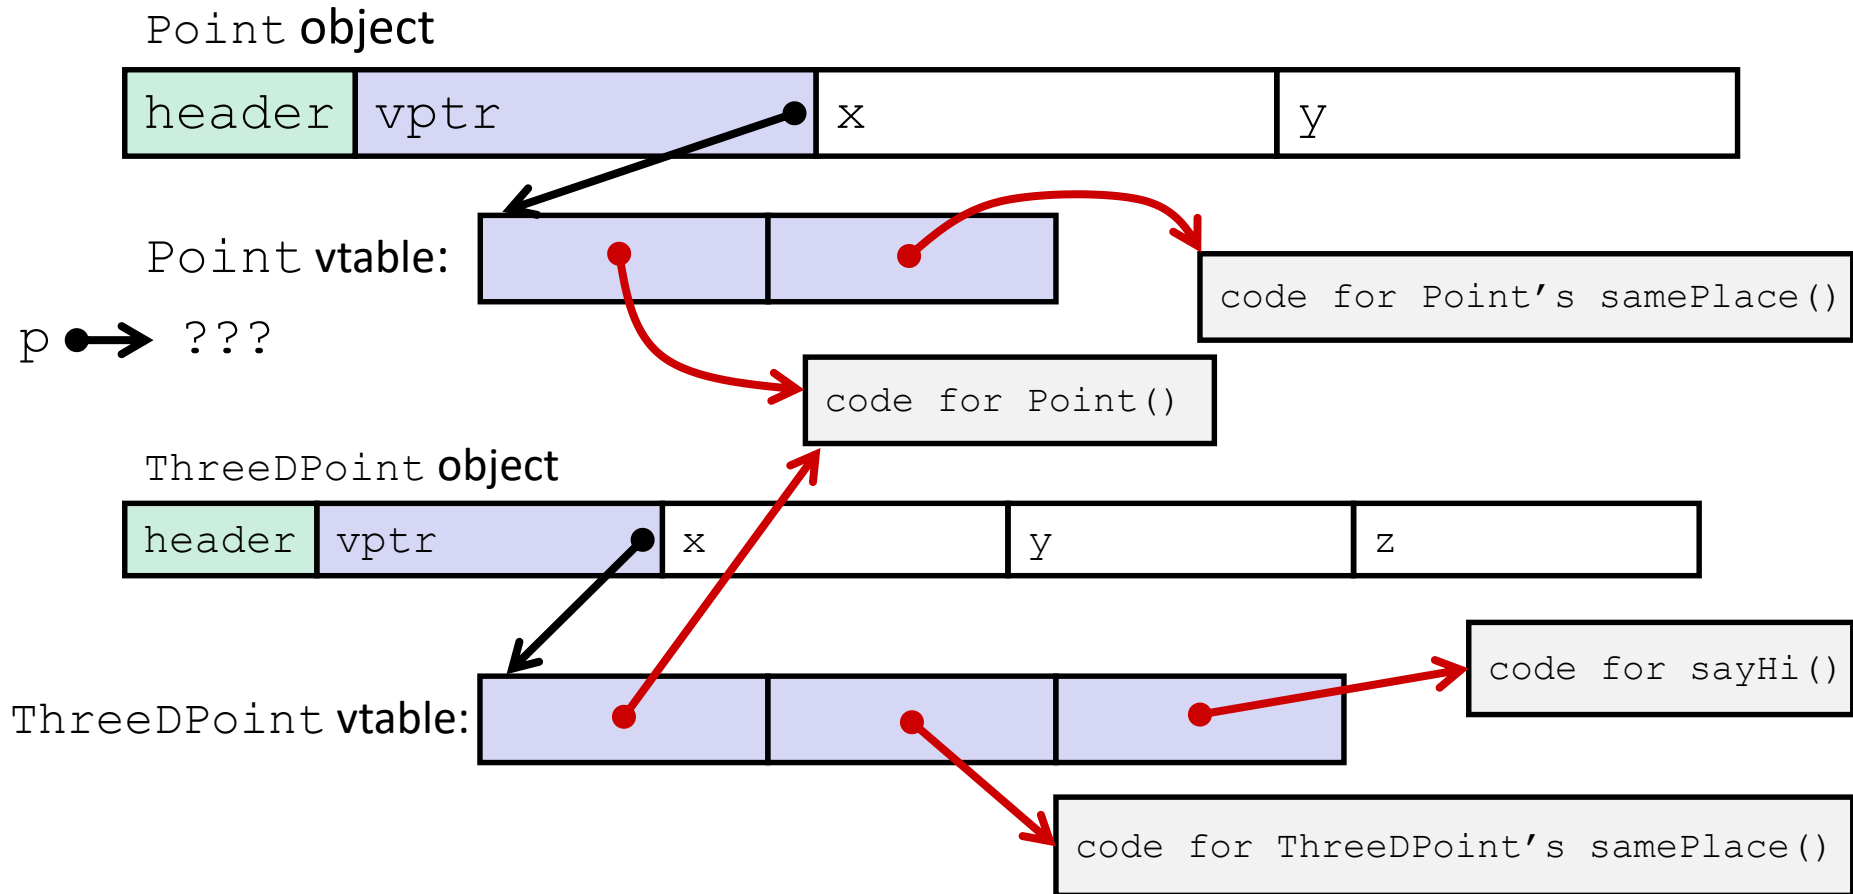 Point object
header vptr x y
Point vtable:
code for Point’s samePlace()
p ???
code for Point()
ThreeDPoint object
header vptr x y z
code for sayHi()
ThreeDPoint vtable:
code for ThreeDPoint’s samePlace()